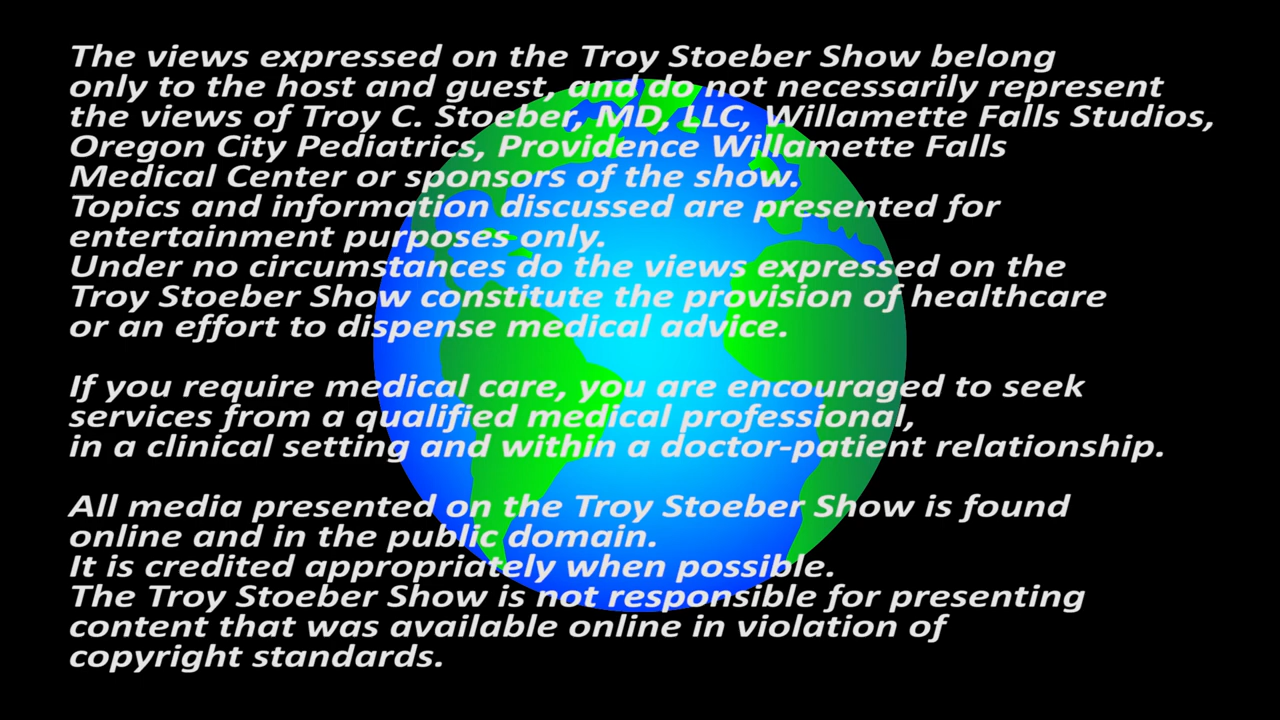 The views expressed on the Troy Stoeber Show belong
only to the host and guest, and do not necessarily represent
the views of Troy C. Stoeber, MD, LLC, Willamette Falls Studios,
Oregon City Pediatrics, Providence Willamette Falls
Medical Center or sponsors of the show.
Topics and information discussed are presented for
entertainment purposes only.
Under no circumstances do the views expressed on the
Troy Stoeber Show constitute the provision of healthcare
or an effort to dispense medical advice.
If you require medical care, you are encouraged to seek
services from a qualified medical professional,
in a clinical setting and within a doctor-patient relationship.
All media presented on the Troy Stoeber Show is found
online and in the public domain.
It is credited appropriately when possible.
The Troy Stoeber Show is not responsible for presenting
content that was available online in violation of
copyright standards.